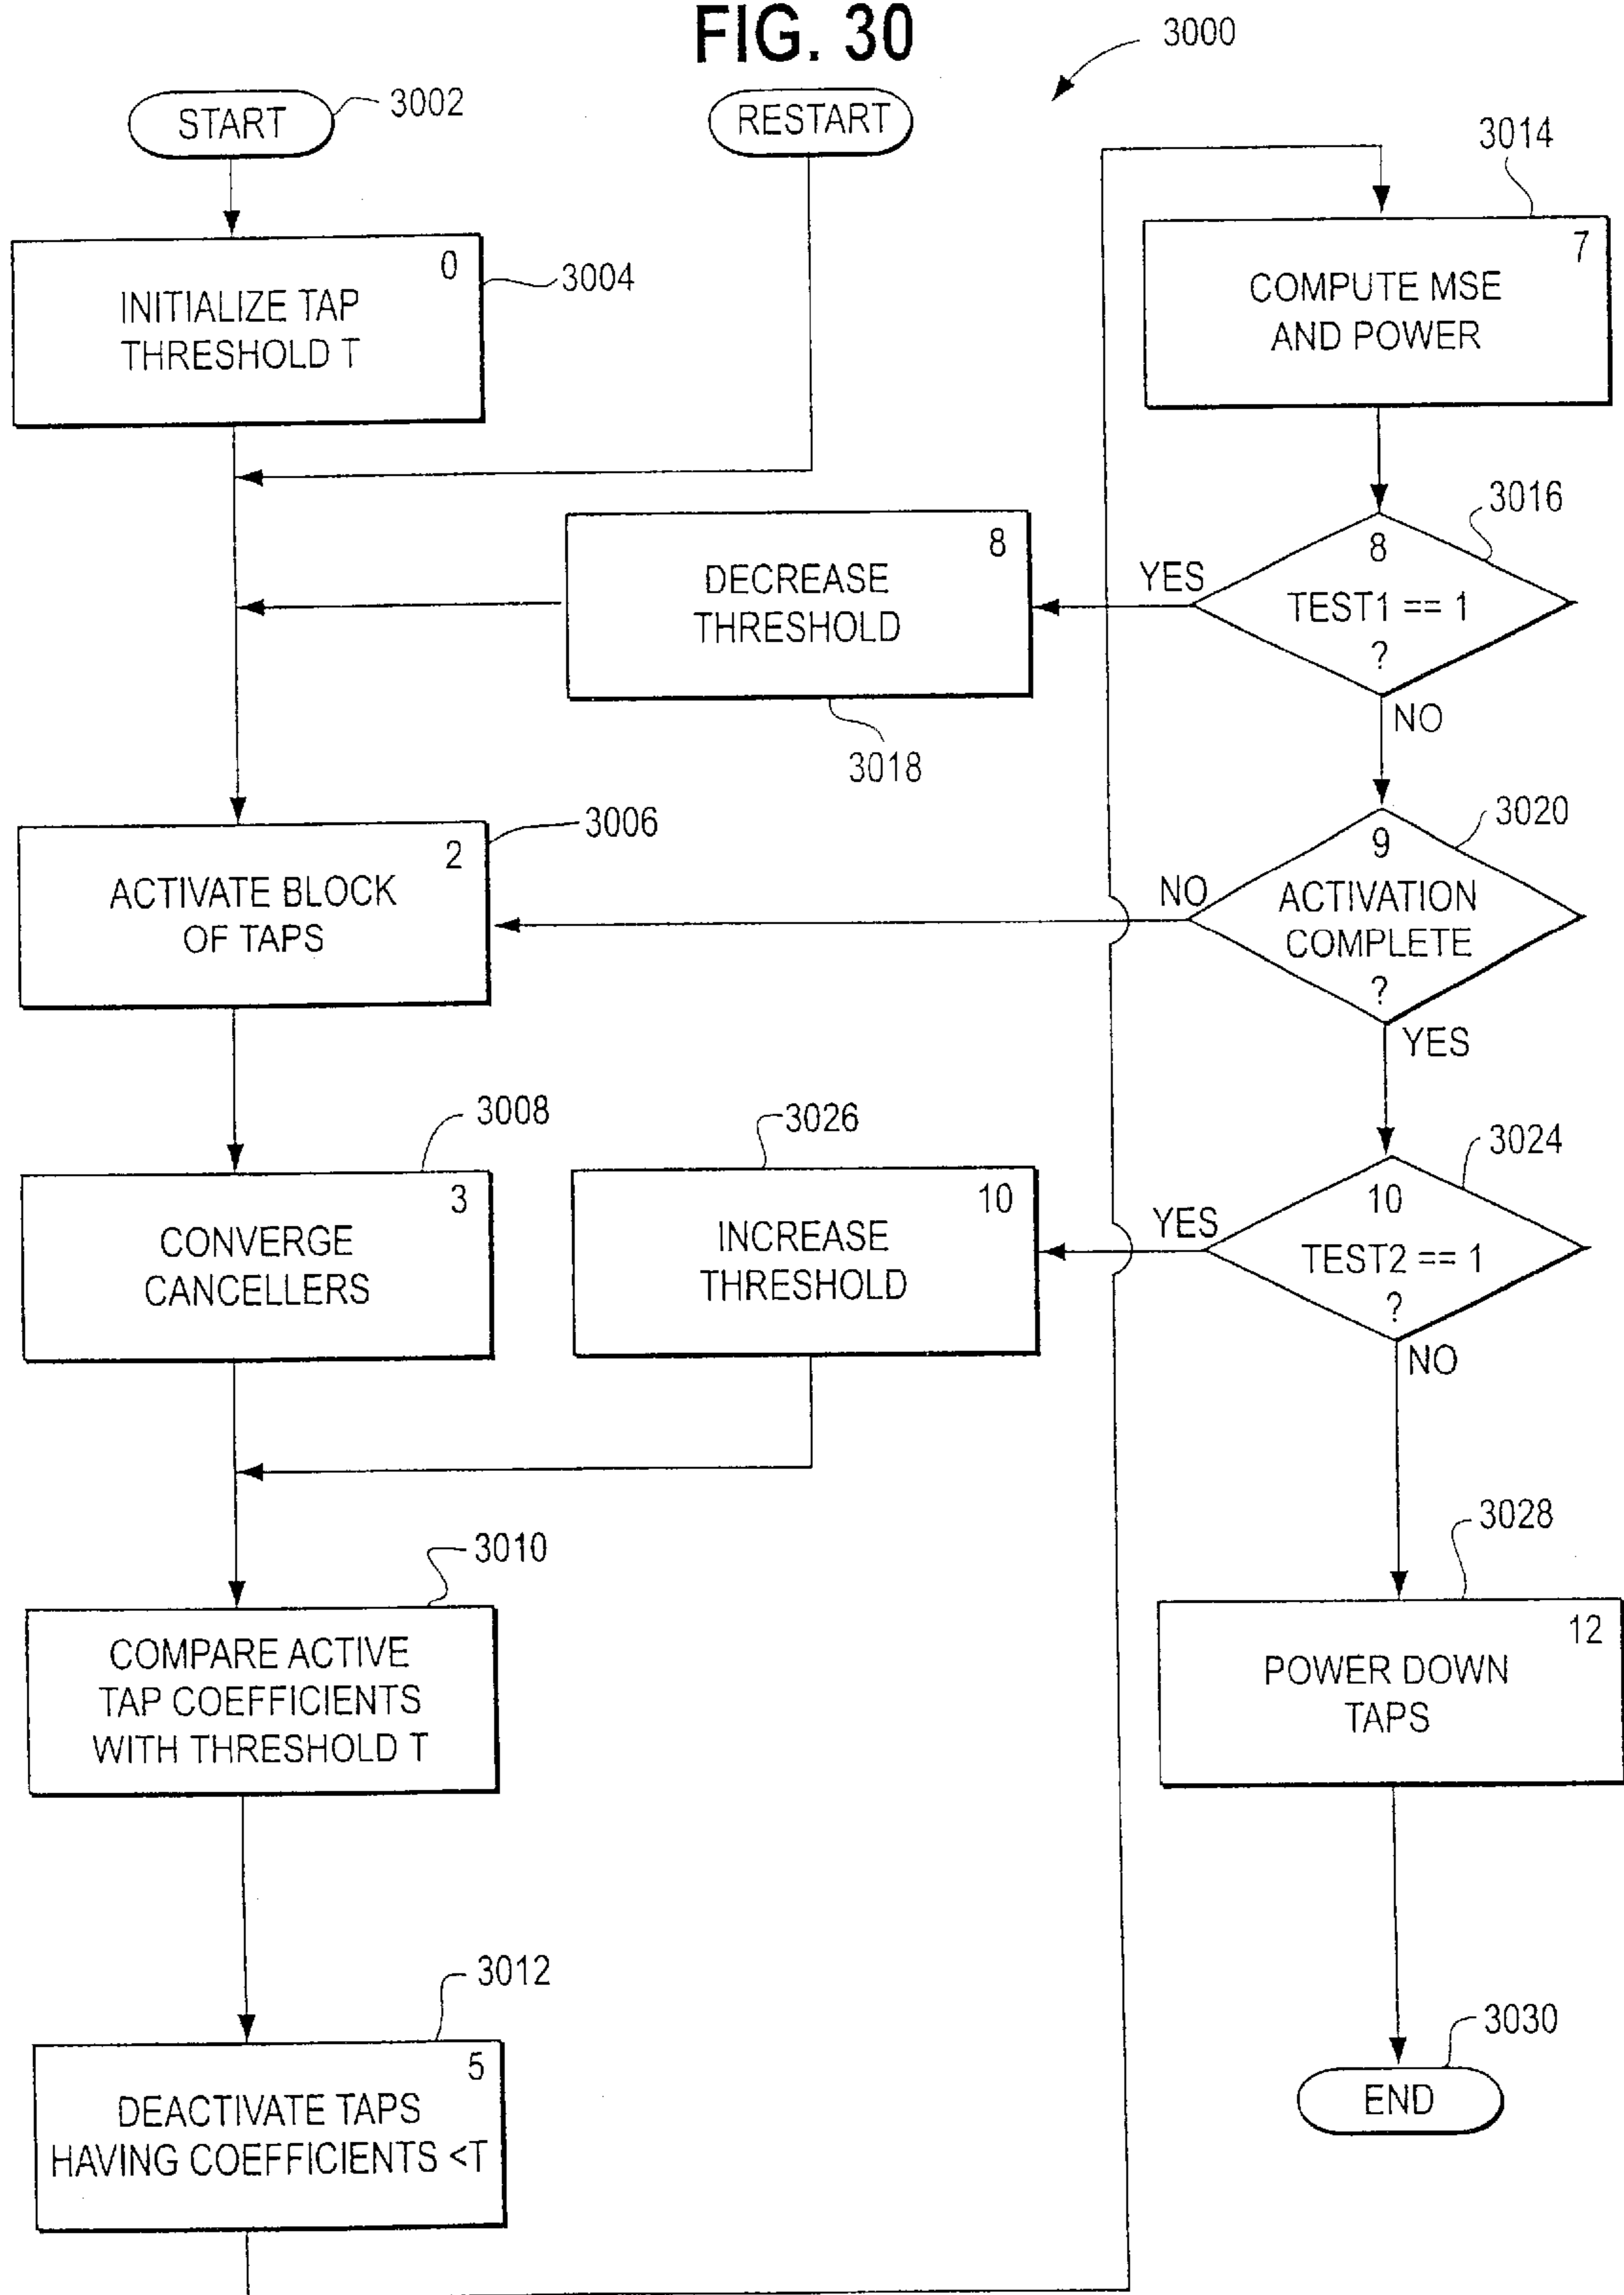 FIG. 30
3000
START
3002
RESTART
0
INITIALIZE TAP
THRESHOLD T
3004
8
DECREASE
THRESHOLD
3018
2
ACTIVATE BLOCK
OF TAPS
3006
3
CONVERGE
CANCELLERS
3008
10
INCREASE
THRESHOLD
3026
COMPARE ACTIVE
TAP COEFFICIENTS
WITH THRESHOLD T
3010
5
DEACTIVATE TAPS
HAVING COEFFICIENTS <T
3012
3014
7
COMPUTE MSE
AND POWER
3016
8
TEST1 == 1
?
YES
NO
3020
9
ACTIVATION
COMPLETE
?
NO
YES
3024
10
TEST2 == 1
?
YES
NO
3028
12
POWER DOWN
TAPS
3030
END